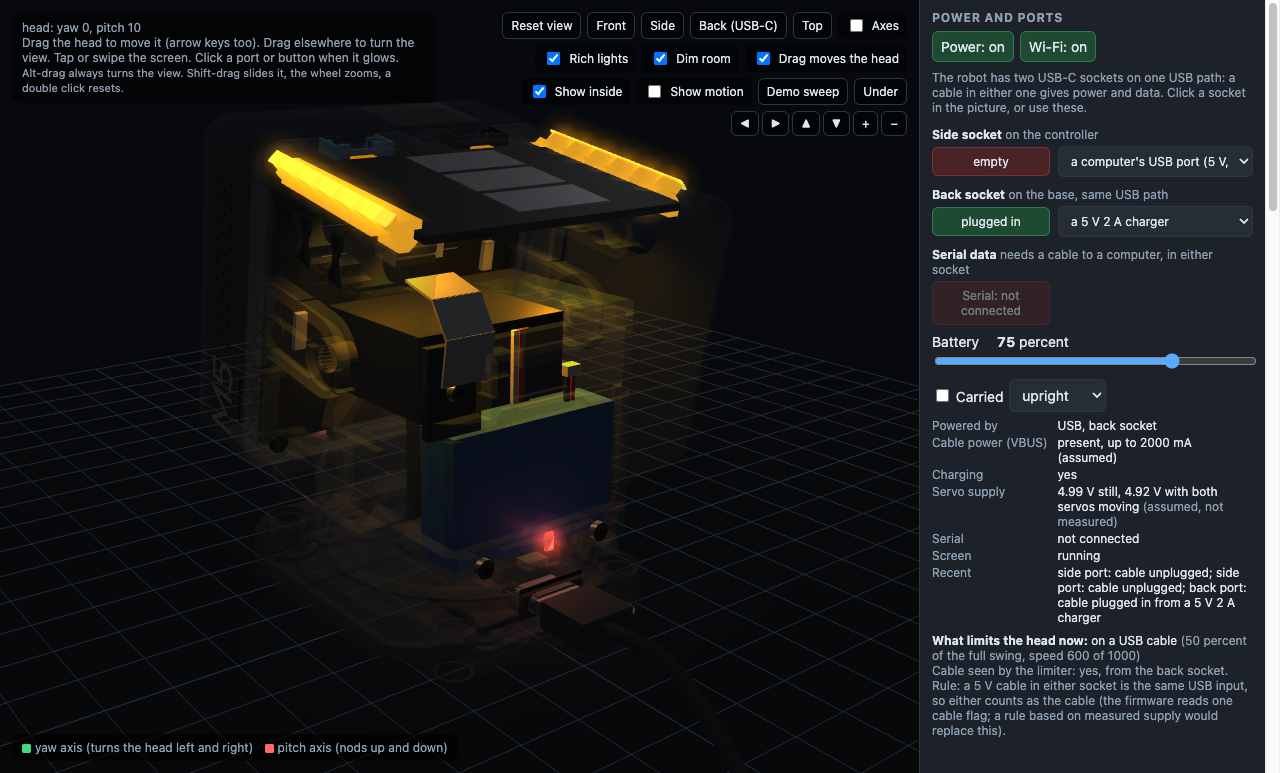 head: yaw 0, pitch 10
Drag the head to move it (arrow keys too). Drag elsewhere to turn the
view. Tap or swipe the screen. Click a port or button when it glows.
Alt-drag always turns the view. Shift-drag slides it, the wheel zooms, a
double click resets.
Reset view Front Side Back (USB-C) Top Axes
Rich lights Dim room Drag moves the head
Show inside Show motion Demo sweep Under
◀ ▶ ▲ ▼ + −
yaw axis (turns the head left and right) pitch axis (nods up and down)
POWER AND PORTS
Power: on Wi-Fi: on
The robot has two USB-C sockets on one USB path: a
cable in either one gives power and data. Click a socket
in the picture, or use these.
Side socket on the controller
empty a computer's USB port (5 V,
Back socket on the base, same USB path
plugged in a 5 V 2 A charger
Serial data needs a cable to a computer, in either
socket
Serial: not
connected
Battery 75 percent
Carried upright
Powered by USB, back socket
Cable power (VBUS) present, up to 2000 mA
(assumed)
Charging yes
Servo supply 4.99 V still, 4.92 V with both
servos moving (assumed, not
measured)
Serial not connected
Screen running
Recent side port: cable unplugged; side
port: cable unplugged; back port:
cable plugged in from a 5 V 2 A
charger
What limits the head now: on a USB cable (50 percent
of the full swing, speed 600 of 1000)
Cable seen by the limiter: yes, from the back socket.
Rule: a 5 V cable in either socket is the same USB input,
so either counts as the cable (the firmware reads one
cable flag; a rule based on measured supply would
replace this).